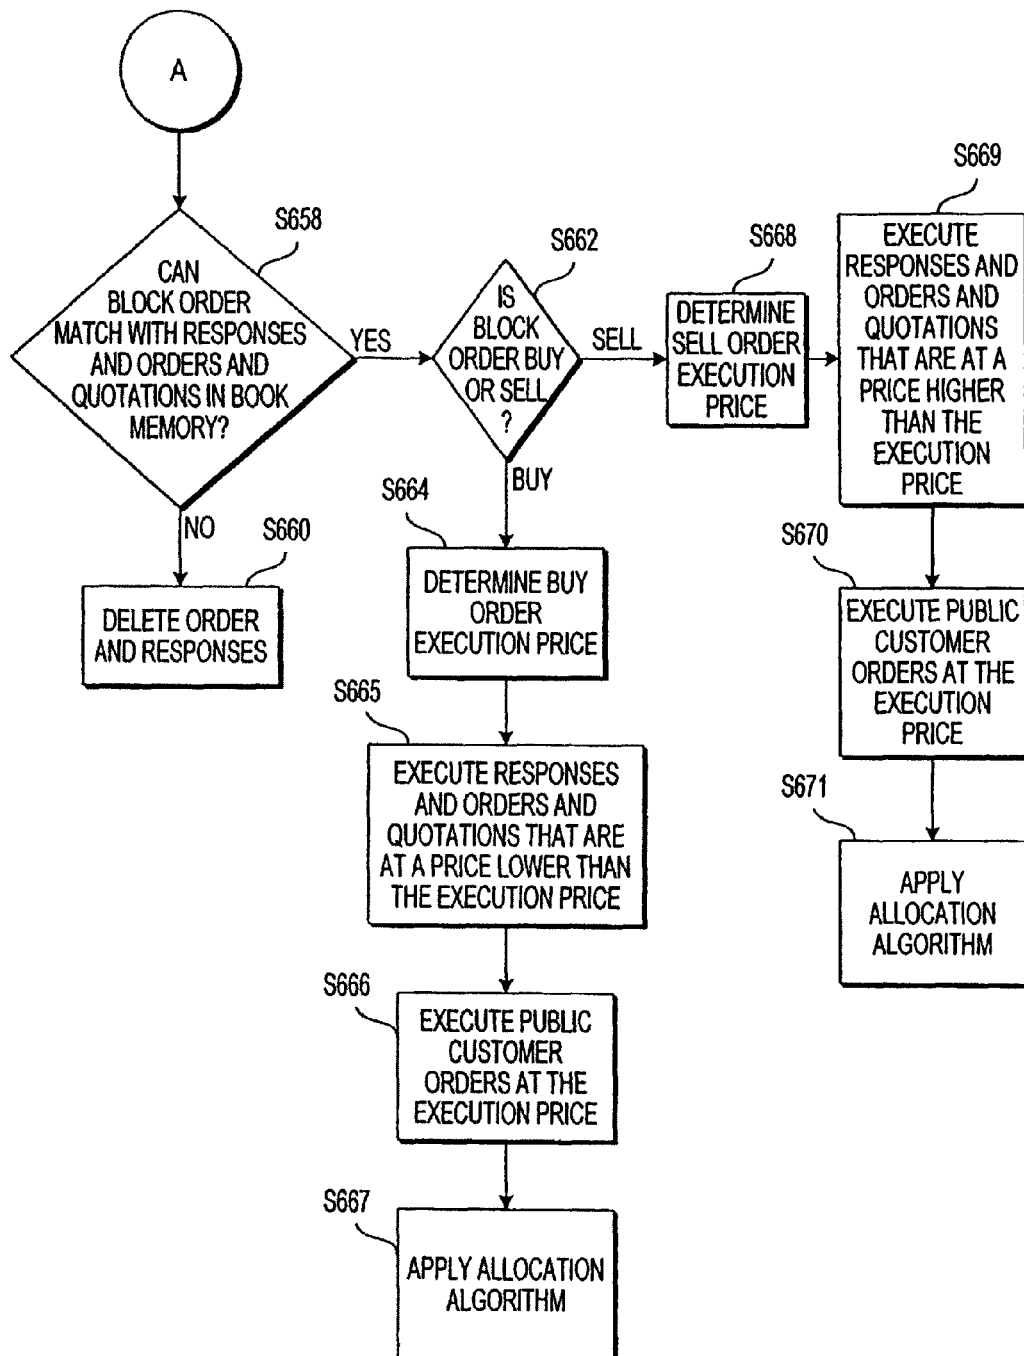 A
S658
CAN
BLOCK ORDER
MATCH WITH RESPONSES
AND ORDERS AND
QUOTATIONS IN BOOK
MEMORY?
YES
NO
S660
DELETE ORDER
AND RESPONSES
S662
IS
BLOCK
ORDER BUY
OR SELL
?
SELL
BUY
S664
DETERMINE BUY
ORDER
EXECUTION PRICE
S665
EXECUTE RESPONSES
AND ORDERS AND
QUOTATIONS THAT ARE
AT A PRICE LOWER THAN
THE EXECUTION PRICE
S666
EXECUTE PUBLIC
CUSTOMER
ORDERS AT THE
EXECUTION PRICE
S667
APPLY ALLOCATION
ALGORITHM
S668
DETERMINE
SELL ORDER
EXECUTION
PRICE
S669
EXECUTE
RESPONSES AND
ORDERS AND
QUOTATIONS
THAT ARE AT A
PRICE HIGHER
THAN THE
EXECUTION
PRICE
S670
EXECUTE PUBLIC
CUSTOMER
ORDERS AT THE
EXECUTION
PRICE
S671
APPLY
ALLOCATION
ALGORITHM